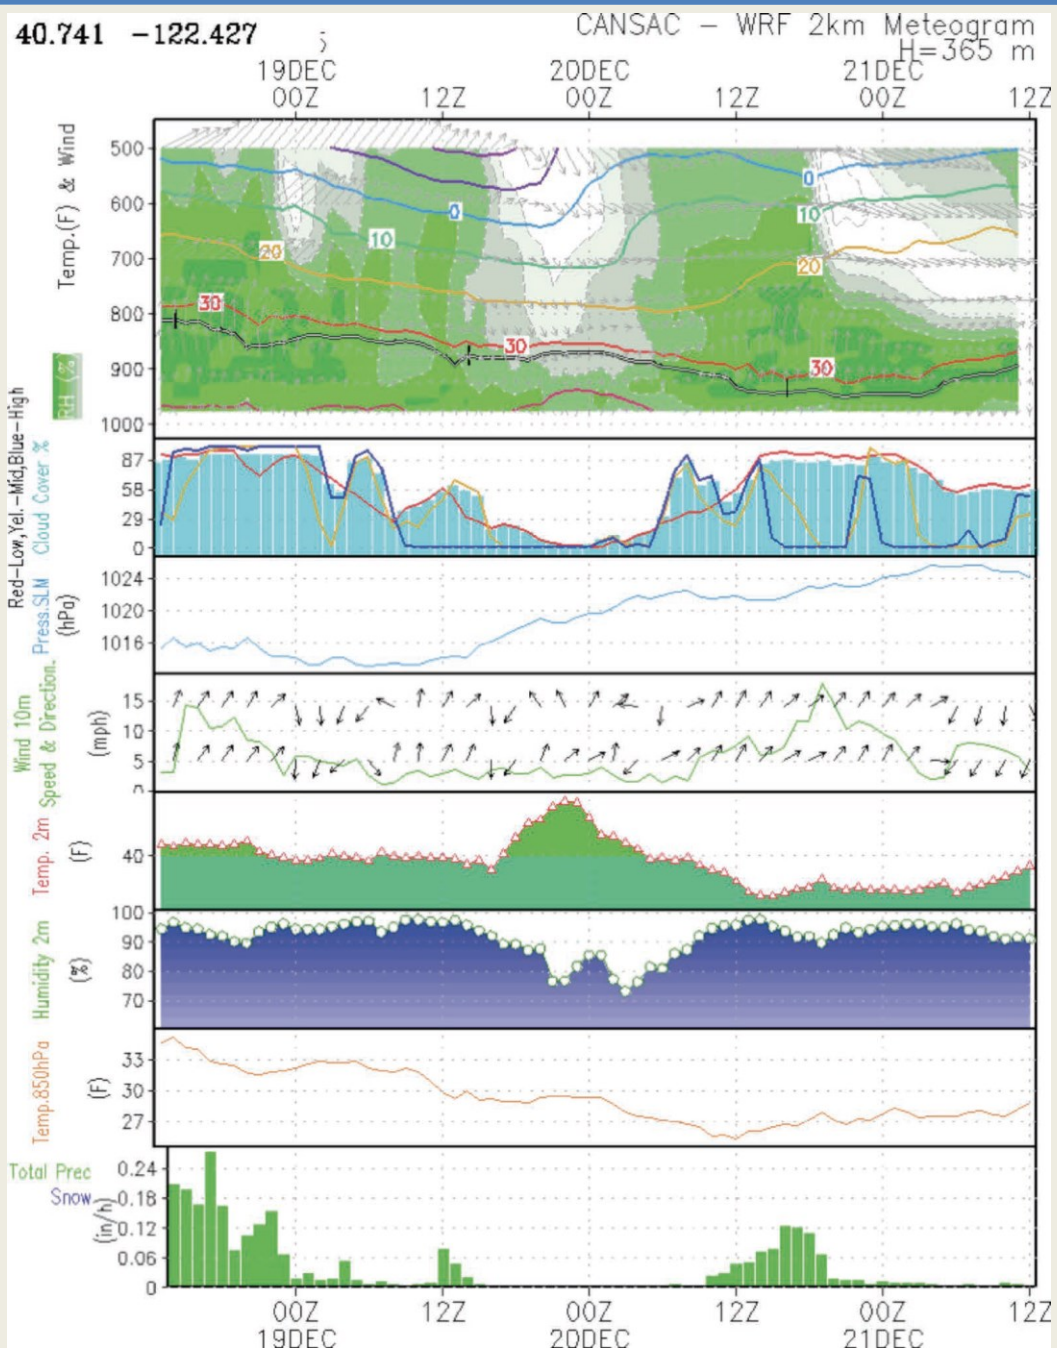 40.741 -122.427
CANSAC - WRF 2km Meteogram
H=365 m
19DEC 20DEC 21DEC
00Z 12Z 00Z 12Z 00Z 12Z
Temp.(F) & Wind
RH (%
500
600
700
800
900
1000
0 0
10 10
20 20
30 30 30
Red-Low,Yel.-Mid,Blue-High
Cloud Cover %
87
58
29
0
Press.SLM
(hPa)
1024
1020
1016
Wind 10m
Speed & Direction.
(mph)
15
10
5
0
Temp. 2m
(F)
40
Humidity 2m
(%)
100
90
80
70
Temp.850hPa
(F)
33
30
27
Total Prec
Snow
(in/h)
0.24
0.18
0.12
0.06
0
00Z 12Z 00Z 12Z 00Z 12Z
19DEC 20DEC 21DEC